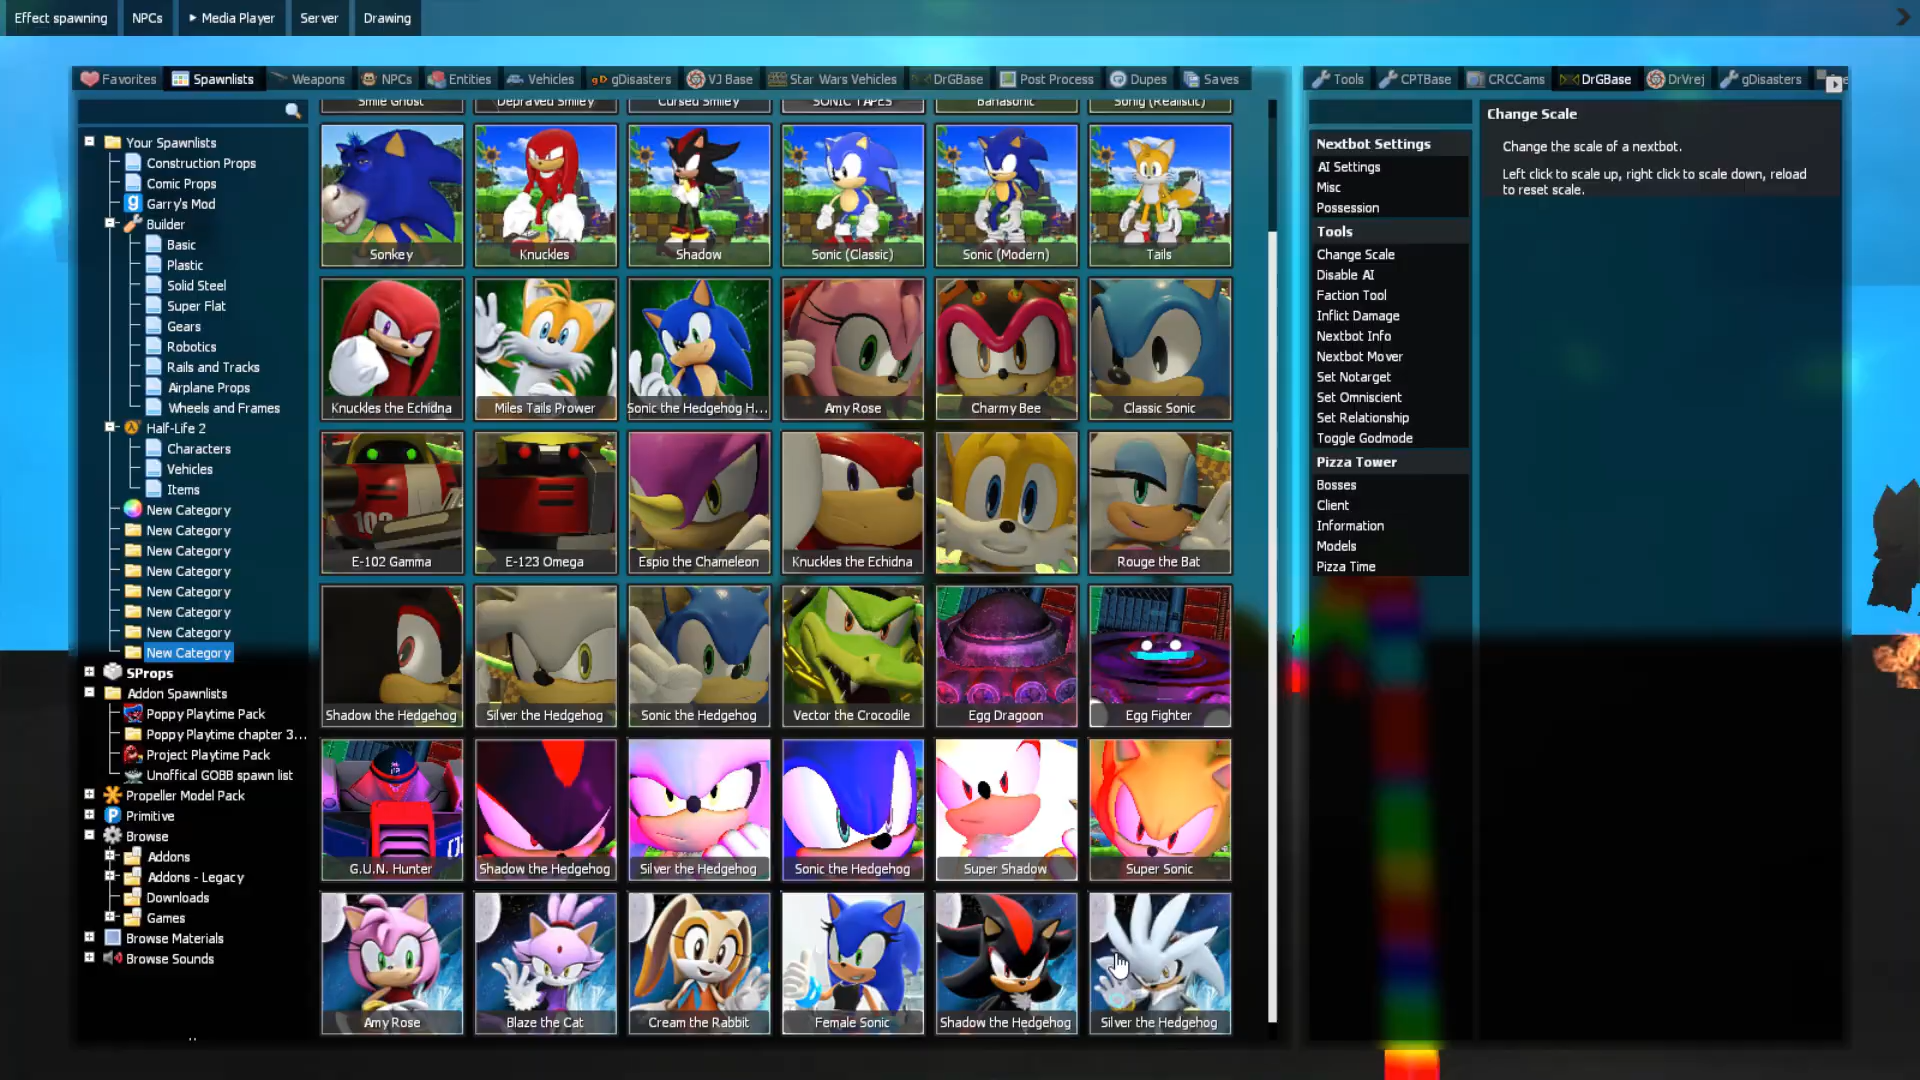 Effect spawning
NPCs
Media Player
Server
Drawing
Favorites
Spawnlists
Weapons
NPCs
Entities
Vehicles
gDisasters
VJ Base
Star Wars Vehicles
DrGBase
Post Process
Dupes
Saves
Tools
CPTBase
CRCCams
DrGBase
DrVrej
gDisasters
Your Spawnlists
Construction Props
Comic Props
Garry's Mod
Builder
Basic
Plastic
Solid Steel
Super Flat
Gears
Robotics
Rails and Tracks
Airplane Props
Wheels and Frames
Half-Life 2
Characters
Vehicles
Items
New Category
New Category
New Category
New Category
New Category
New Category
New Category
New Category
SProps
Addon Spawnlists
Poppy Playtime Pack
Poppy Playtime chapter 3...
Project Playtime Pack
Unoffical GOBB spawn list
Propeller Model Pack
Primitive
Browse
Addons
Addons - Legacy
Downloads
Games
Browse Materials
Browse Sounds
Smile Ghost
Depraved Smiley
Cursed Smiley
SONIC TAPES
Banasonic
Sonig (Realistic)
Sonkey
Knuckles
Shadow
Sonic (Classic)
Sonic (Modern)
Tails
Knuckles the Echidna
Miles Tails Prower
Sonic the Hedgehog H...
Amy Rose
Charmy Bee
Classic Sonic
E-102 Gamma
E-123 Omega
Espio the Chameleon
Knuckles the Echidna
Rouge the Bat
Shadow the Hedgehog
Silver the Hedgehog
Sonic the Hedgehog
Vector the Crocodile
Egg Dragoon
Egg Fighter
G.U.N. Hunter
Shadow the Hedgehog
Silver the Hedgehog
Sonic the Hedgehog
Super Shadow
Super Sonic
Amy Rose
Blaze the Cat
Cream the Rabbit
Female Sonic
Shadow the Hedgehog
Silver the Hedgehog
Nextbot Settings
AI Settings
Misc
Possession
Tools
Change Scale
Disable AI
Faction Tool
Inflict Damage
Nextbot Info
Nextbot Mover
Set Notarget
Set Omniscient
Set Relationship
Toggle Godmode
Pizza Tower
Bosses
Client
Information
Models
Pizza Time
Change Scale
Change the scale of a nextbot.
Left click to scale up, right click to scale down, reload
to reset scale.